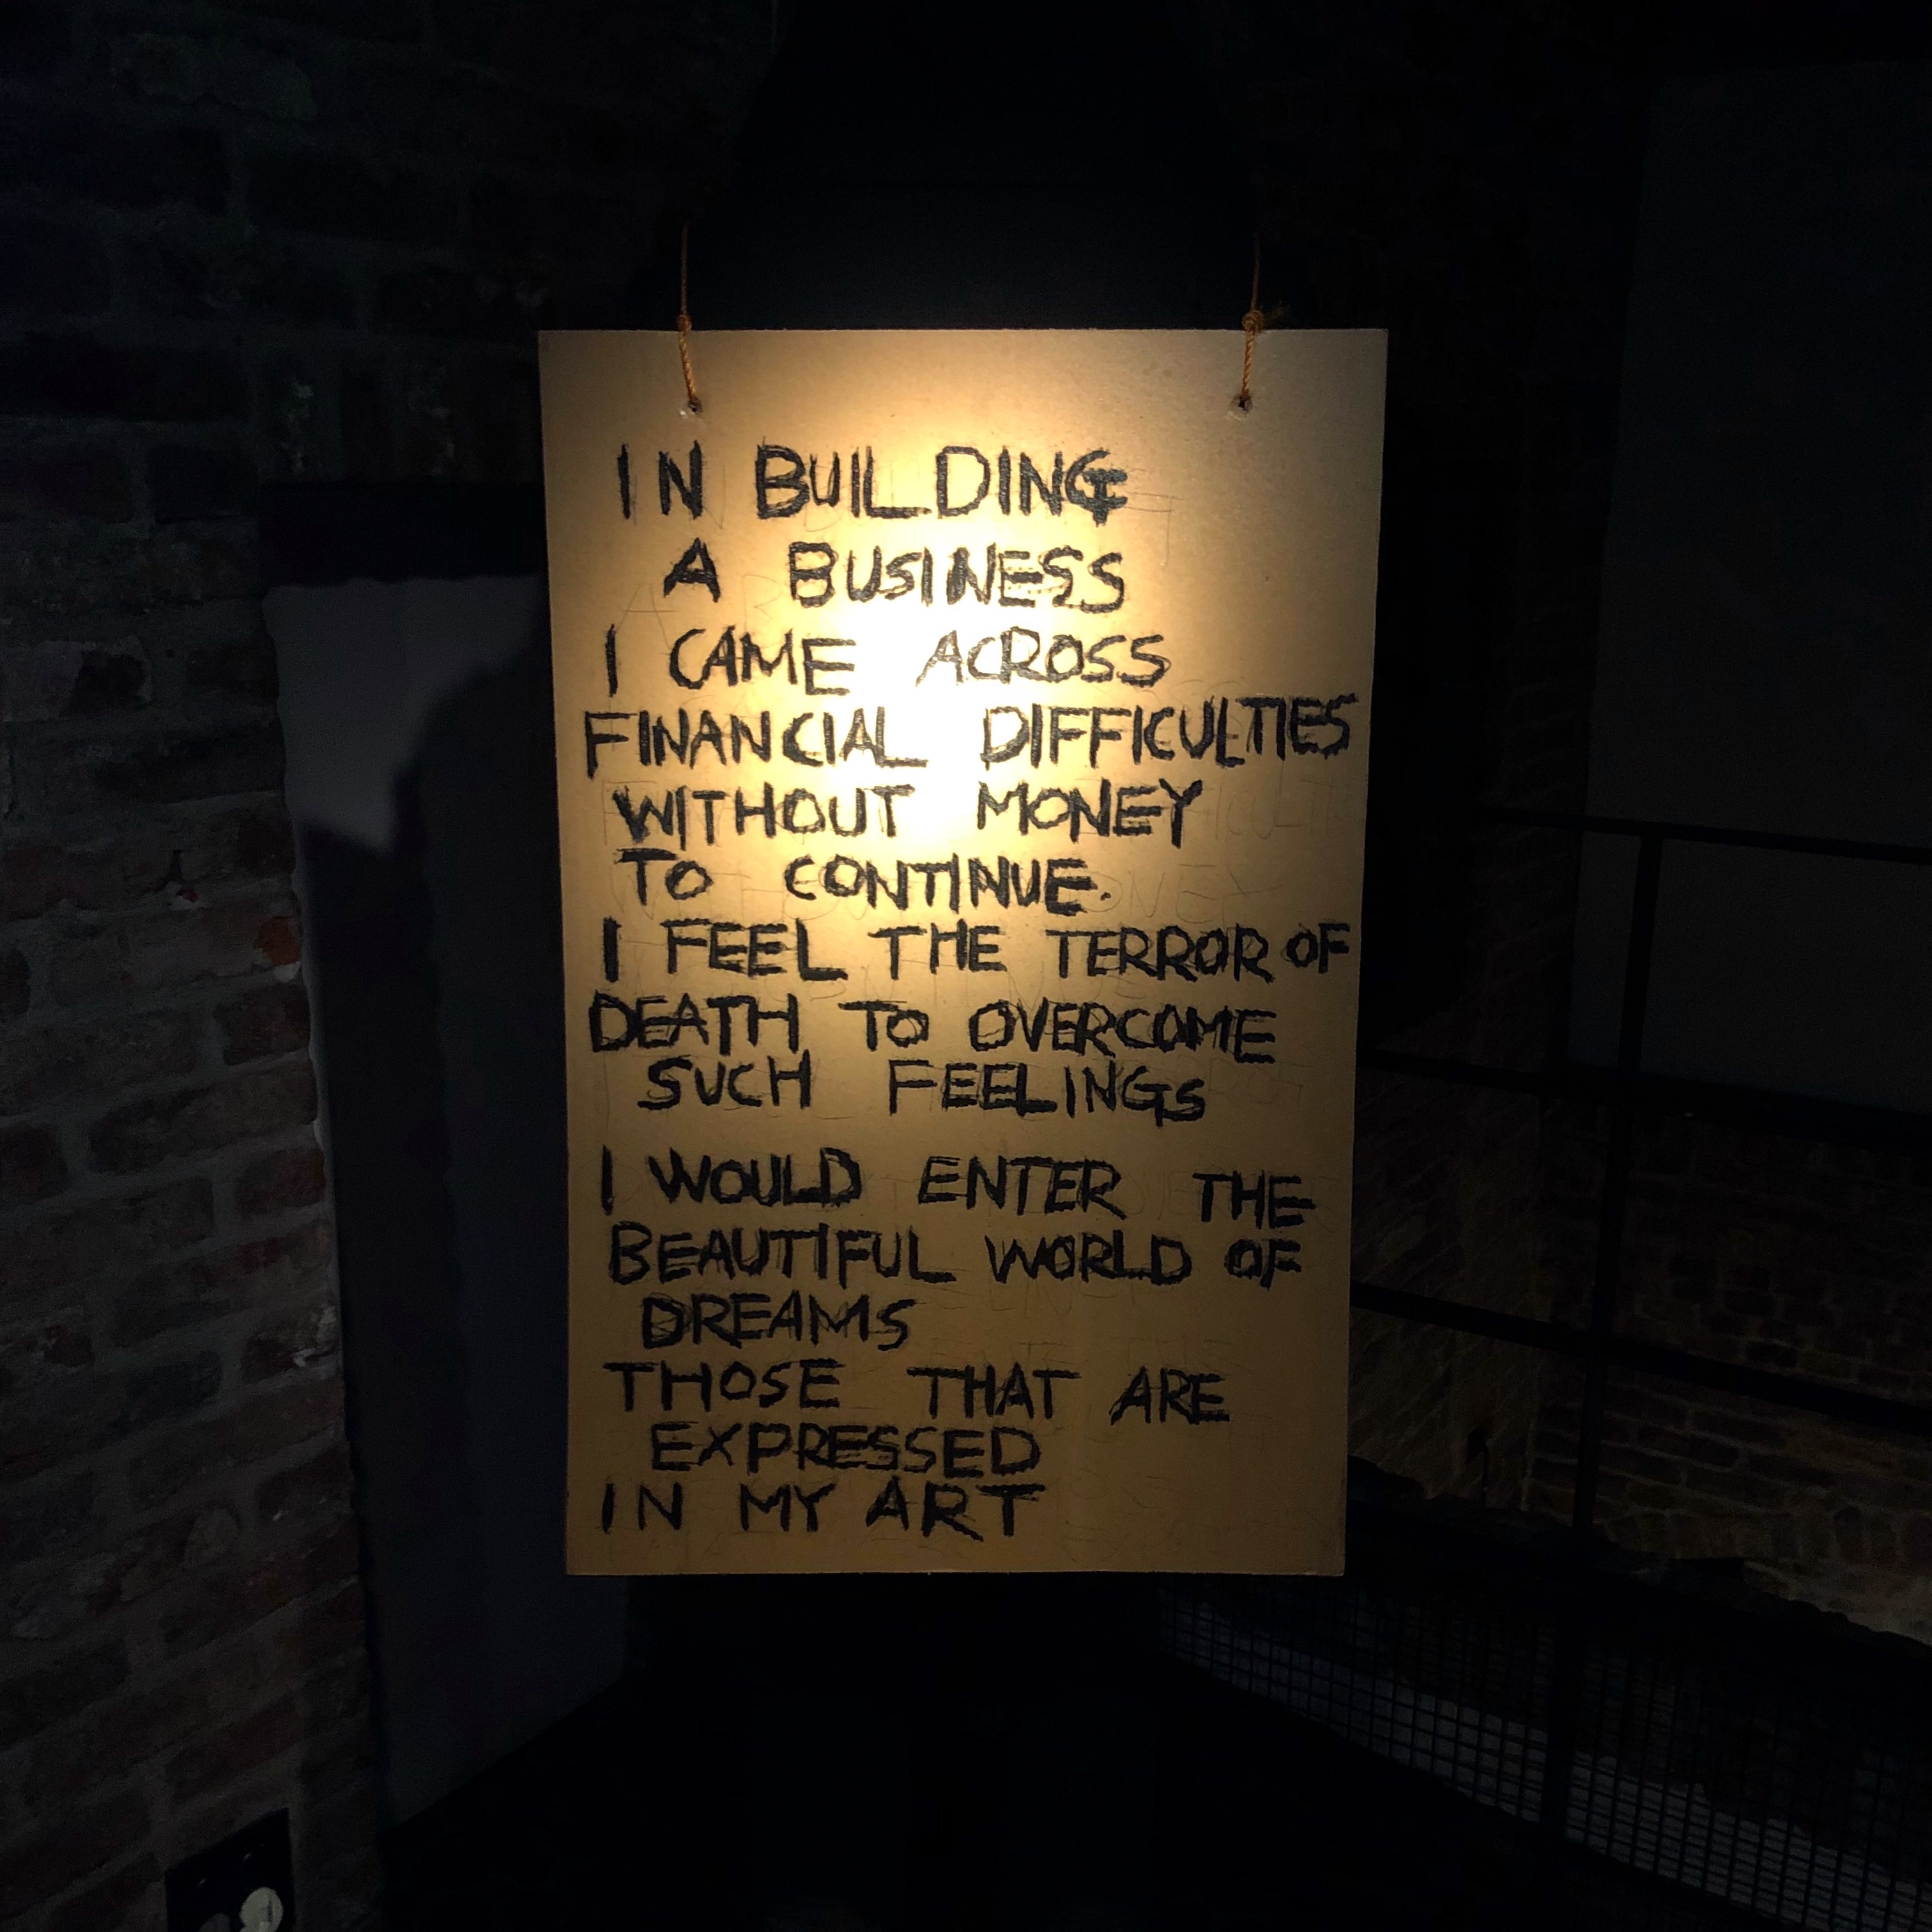 IN BUILDING
A BUSINESS
I CAME ACROSS
FINANCIAL DIFFICULTIES
WITHOUT MONEY
TO CONTINUE.
I FEEL THE TERROR OF
DEATH TO OVERCOME
SUCH FEELINGS
I WOULD ENTER THE
BEAUTIFUL WORLD OF
DREAMS
THOSE THAT ARE
EXPRESSED
IN MY ART